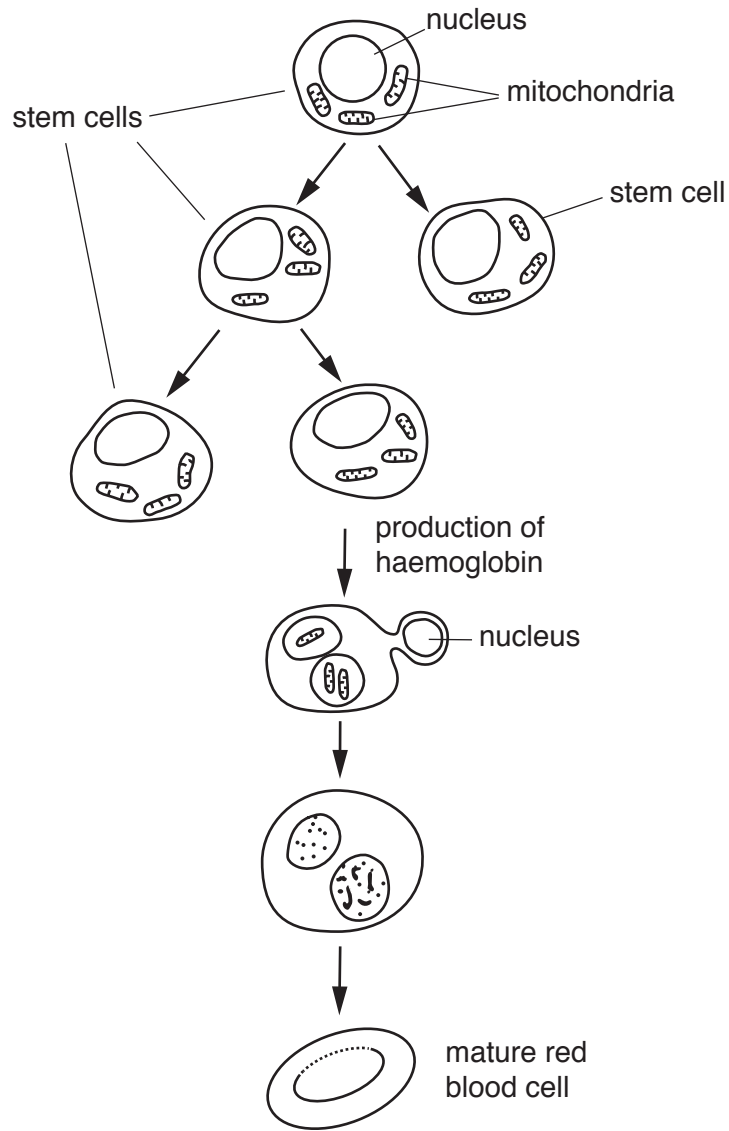 nucleus
mitochondria
stem cells
stem cell
production of
haemoglobin
nucleus
mature red
blood cell